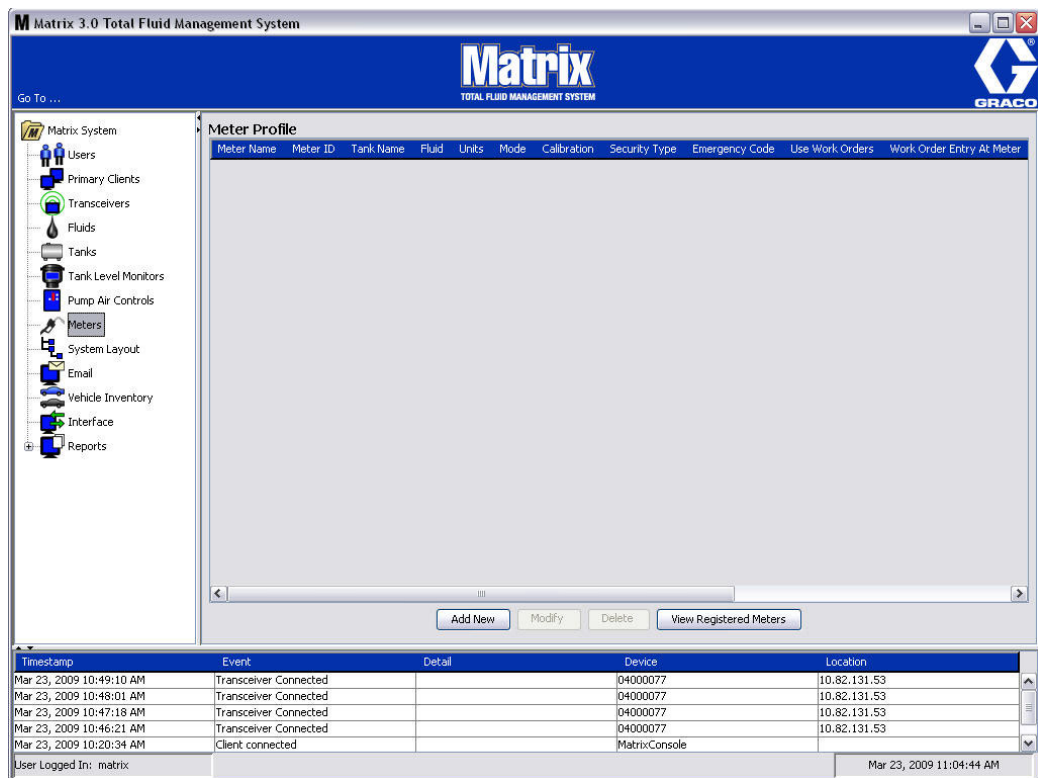 M Matrix 3.0 Total Fluid Management System
Matrix
TOTAL FLUID MANAGEMENT SYSTEM
Go To ...
GRACO®
Matrix System
Users
Primary Clients
Transceivers
Fluids
Tanks
Tank Level Monitors
Pump Air Controls
Meters
System Layout
Email
Vehicle Inventory
Interface
Reports
Meter Profile
Meter Name Meter ID Tank Name Fluid Units Mode Calibration Security Type Emergency Code Use Work Orders Work Order Entry At Meter
Add New Modify Delete View Registered Meters
Timestamp Event Detail Device Location
Mar 23, 2009 10:49:10 AM Transceiver Connected 04000077 10.82.131.53
Mar 23, 2009 10:48:01 AM Transceiver Connected 04000077 10.82.131.53
Mar 23, 2009 10:47:18 AM Transceiver Connected 04000077 10.82.131.53
Mar 23, 2009 10:46:21 AM Transceiver Connected 04000077 10.82.131.53
Mar 23, 2009 10:20:34 AM Client connected MatrixConsole
User Logged In: matrix Mar 23, 2009 11:04:44 AM